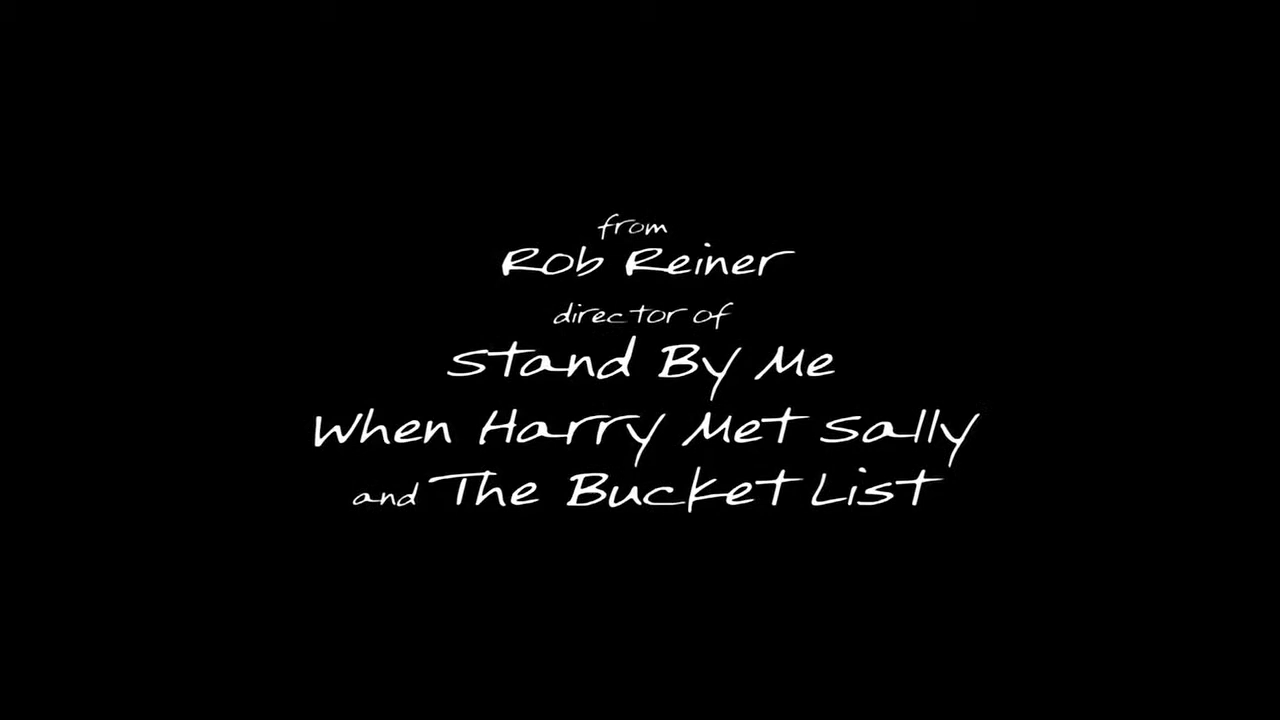 from
Rob Reiner
director of
Stand By Me
When Harry Met Sally
and The Bucket List